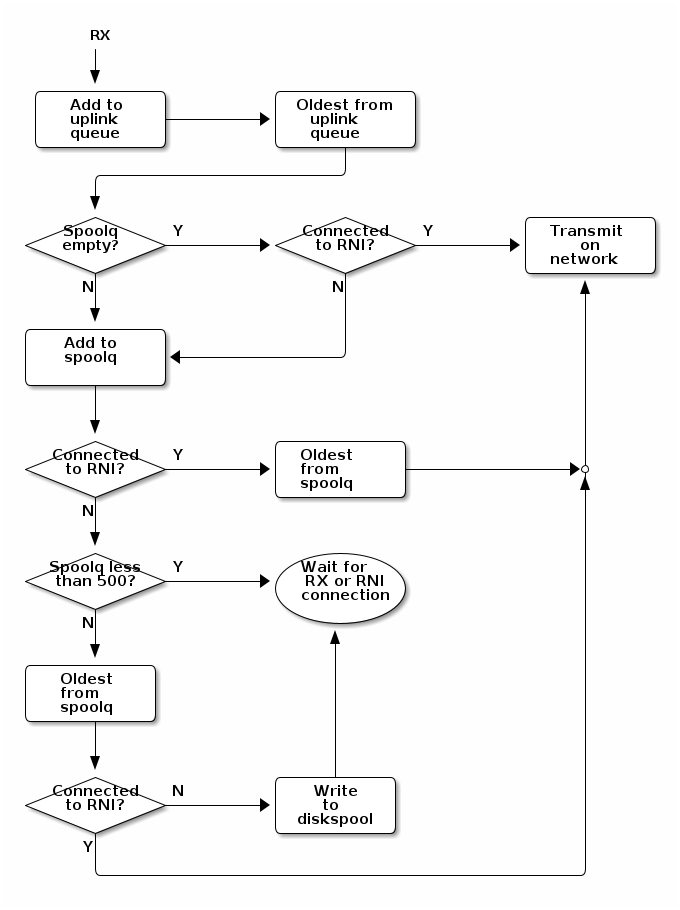 RX
Add to
uplink
queue
Oldest from
uplink
queue
Spoolq
empty?
Y
Connected
to RNI?
Y
Transmit
on
network
N
N
Add to
spoolq
Connected
to RNI?
Y
Oldest
from
spoolq
N
Spoolq less
than 500?
Y
Wait for
RX or RNI
connection
N
Oldest
from
spoolq
Connected
to RNI?
N
Write
to
diskspool
Y